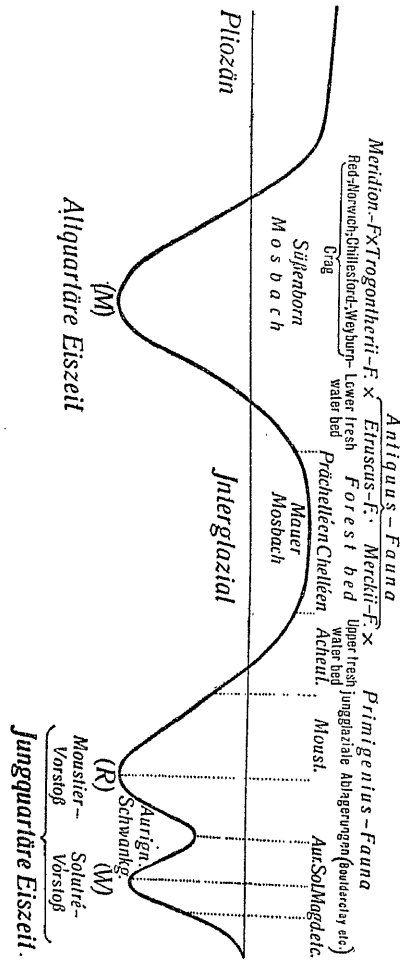 Antiquus-Fauna Primigenius-Fauna
Meridion.-F.×Trogontherii-F. × Etruscus-F. Merckii-F. ×
Red-Norwich-Chillesford-Weyburn- Lower fresh Forest bed Upper fresh jungglaziale Ablagerungen (Boulderclay etc.)
Crag water bed water bed
Prächelléen Chelléen Acheul. Moust. Aur.Sol.Magd.etc.
Süßenborn
Mosbach
Mauer
Mosbach
Pliozän
Jnterglazial
Aurign.
Schwankg.
(M)
(R)
(W)
Altquartäre Eiszeit
Moustier-
Vorstoß
Solutré-
Vorstoß
Jungquartäre Eiszeit.